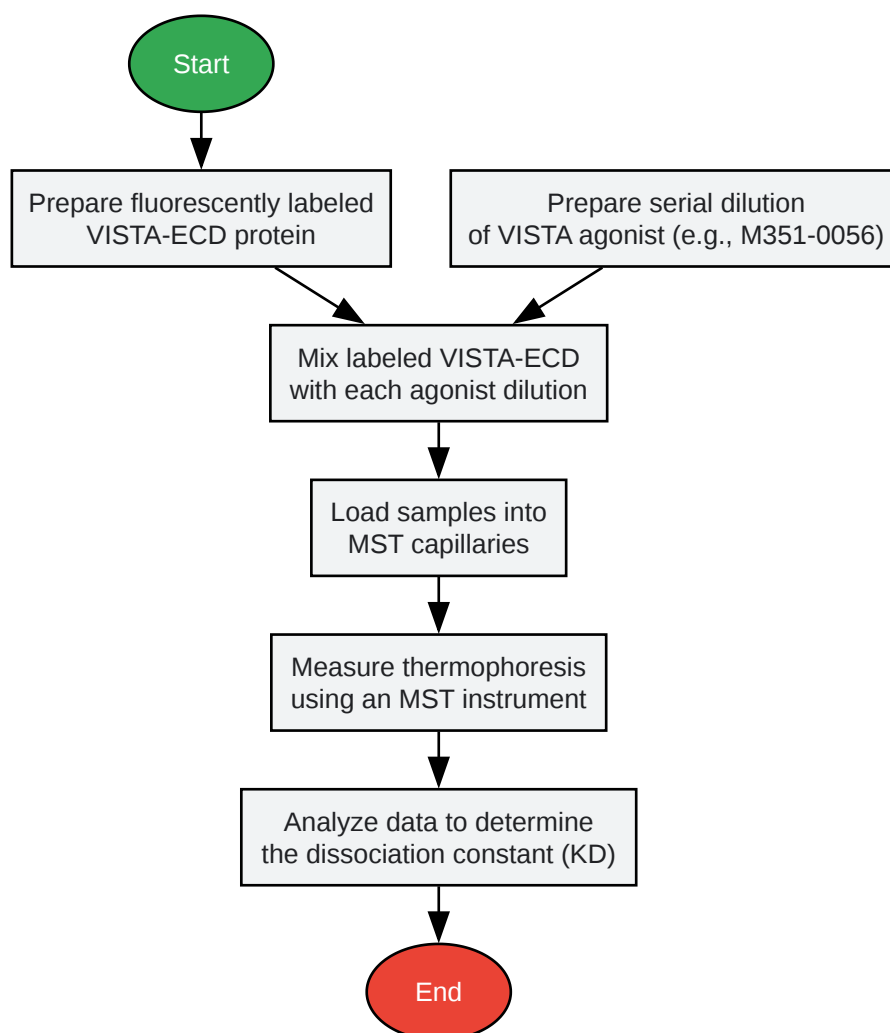 Start
Prepare fluorescently labeled
VISTA-ECD protein
Prepare serial dilution
of VISTA agonist (e.g., M351-0056)
Mix labeled VISTA-ECD
with each agonist dilution
Load samples into
MST capillaries
Measure thermophoresis
using an MST instrument
Analyze data to determine
the dissociation constant (KD)
End